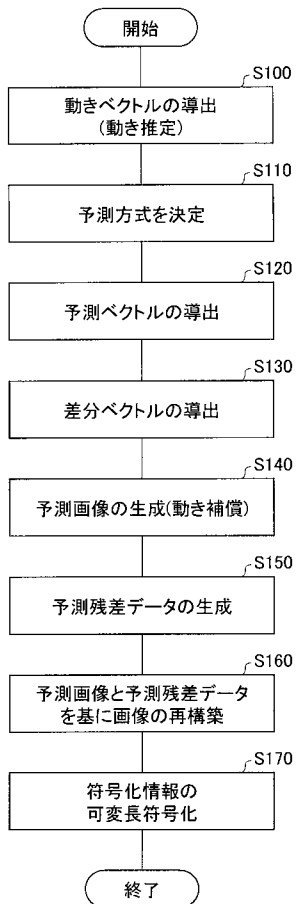 開始
S100
動きベクトルの導出
(動き推定)
S110
予測方式を決定
S120
予測ベクトルの導出
S130
差分ベクトルの導出
S140
予測画像の生成(動き補償)
S150
予測残差データの生成
S160
予測画像と予測残差データ
を基に画像の再構築
S170
符号化情報の
可変長符号化
終了